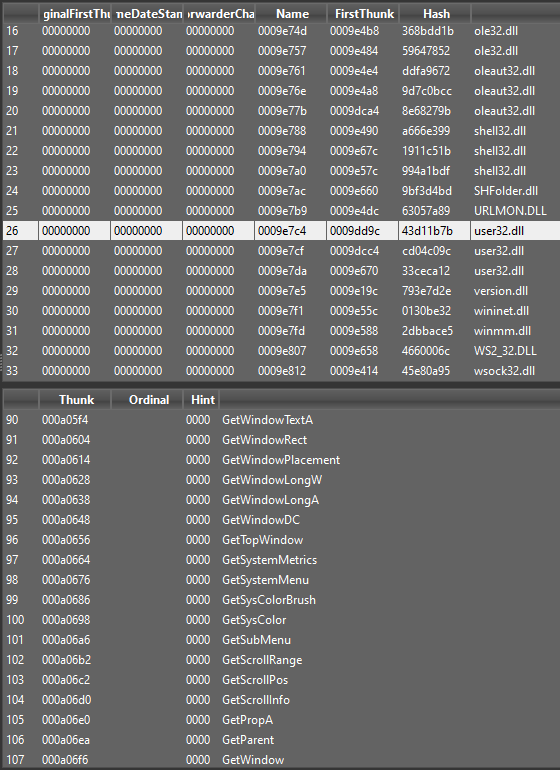 ginalFirstThu neDateStan orwarderCha Name FirstThunk Hash
16 00000000 00000000 00000000 0009e74d 0009e4b8 368bdd1b ole32.dll
17 00000000 00000000 00000000 0009e757 0009e484 59647852 ole32.dll
18 00000000 00000000 00000000 0009e761 0009e4e4 ddfa9672 oleaut32.dll
19 00000000 00000000 00000000 0009e76e 0009e4a8 9d7c0bcc oleaut32.dll
20 00000000 00000000 00000000 0009e77b 0009dca4 8e68279b oleaut32.dll
21 00000000 00000000 00000000 0009e788 0009e490 a666e399 shell32.dll
22 00000000 00000000 00000000 0009e794 0009e67c 1911c51b shell32.dll
23 00000000 00000000 00000000 0009e7a0 0009e57c 994a1bdf shell32.dll
24 00000000 00000000 00000000 0009e7ac 0009e660 9bf3d4bd SHFolder.dll
25 00000000 00000000 00000000 0009e7b9 0009e4dc 63057a89 URLMON.DLL
26 00000000 00000000 00000000 0009e7c4 0009dd9c 43d11b7b user32.dll
27 00000000 00000000 00000000 0009e7cf 0009dcc4 cd04c09c user32.dll
28 00000000 00000000 00000000 0009e7da 0009e670 33ceca12 user32.dll
29 00000000 00000000 00000000 0009e7e5 0009e19c 793e7d2e version.dll
30 00000000 00000000 00000000 0009e7f1 0009e55c 0130be32 wininet.dll
31 00000000 00000000 00000000 0009e7fd 0009e588 2dbbace5 winmm.dll
32 00000000 00000000 00000000 0009e807 0009e658 4660006c WS2_32.DLL
33 00000000 00000000 00000000 0009e812 0009e414 45e80a95 wsock32.dll
Thunk Ordinal Hint
90 000a05f4 0000 GetWindowTextA
91 000a0604 0000 GetWindowRect
92 000a0614 0000 GetWindowPlacement
93 000a0628 0000 GetWindowLongW
94 000a0638 0000 GetWindowLongA
95 000a0648 0000 GetWindowDC
96 000a0656 0000 GetTopWindow
97 000a0664 0000 GetSystemMetrics
98 000a0676 0000 GetSystemMenu
99 000a0686 0000 GetSysColorBrush
100 000a0698 0000 GetSysColor
101 000a06a6 0000 GetSubMenu
102 000a06b2 0000 GetScrollRange
103 000a06c2 0000 GetScrollPos
104 000a06d0 0000 GetScrollInfo
105 000a06e0 0000 GetPropA
106 000a06ea 0000 GetParent
107 000a06f6 0000 GetWindow